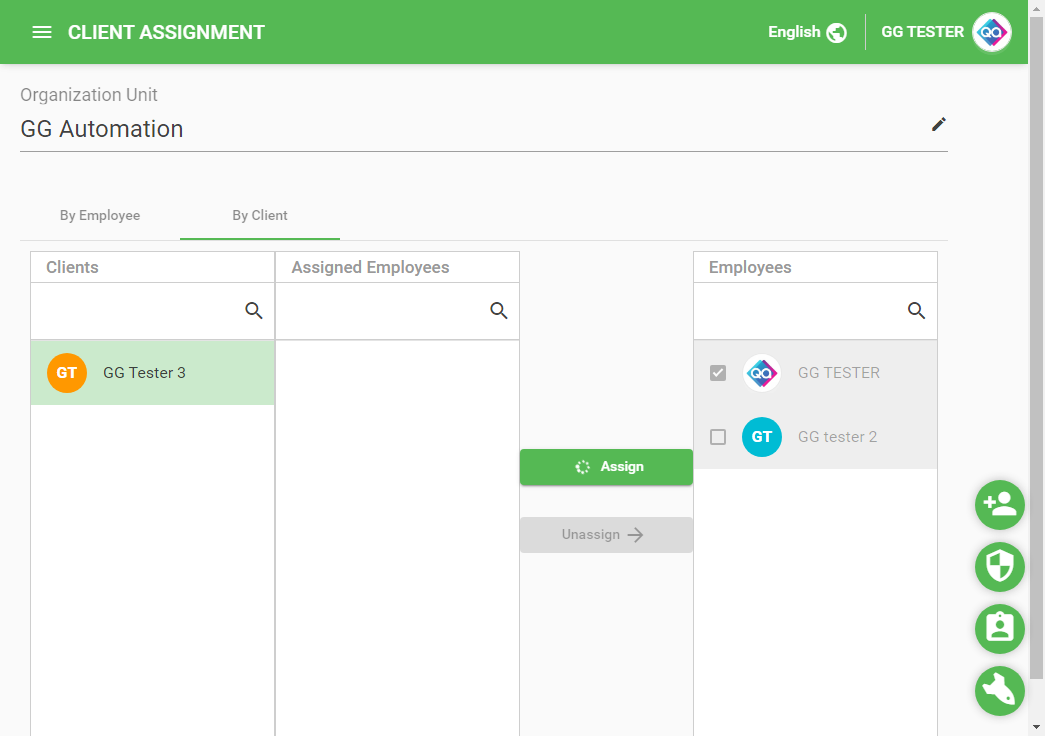 CLIENT ASSIGNMENT
English
GG TESTER
QA
Organization Unit
GG Automation
By Employee
By Client
Clients
Assigned Employees
Employees
GT
GG Tester 3
QA
GG TESTER
GT
GG tester 2
Assign
Unassign